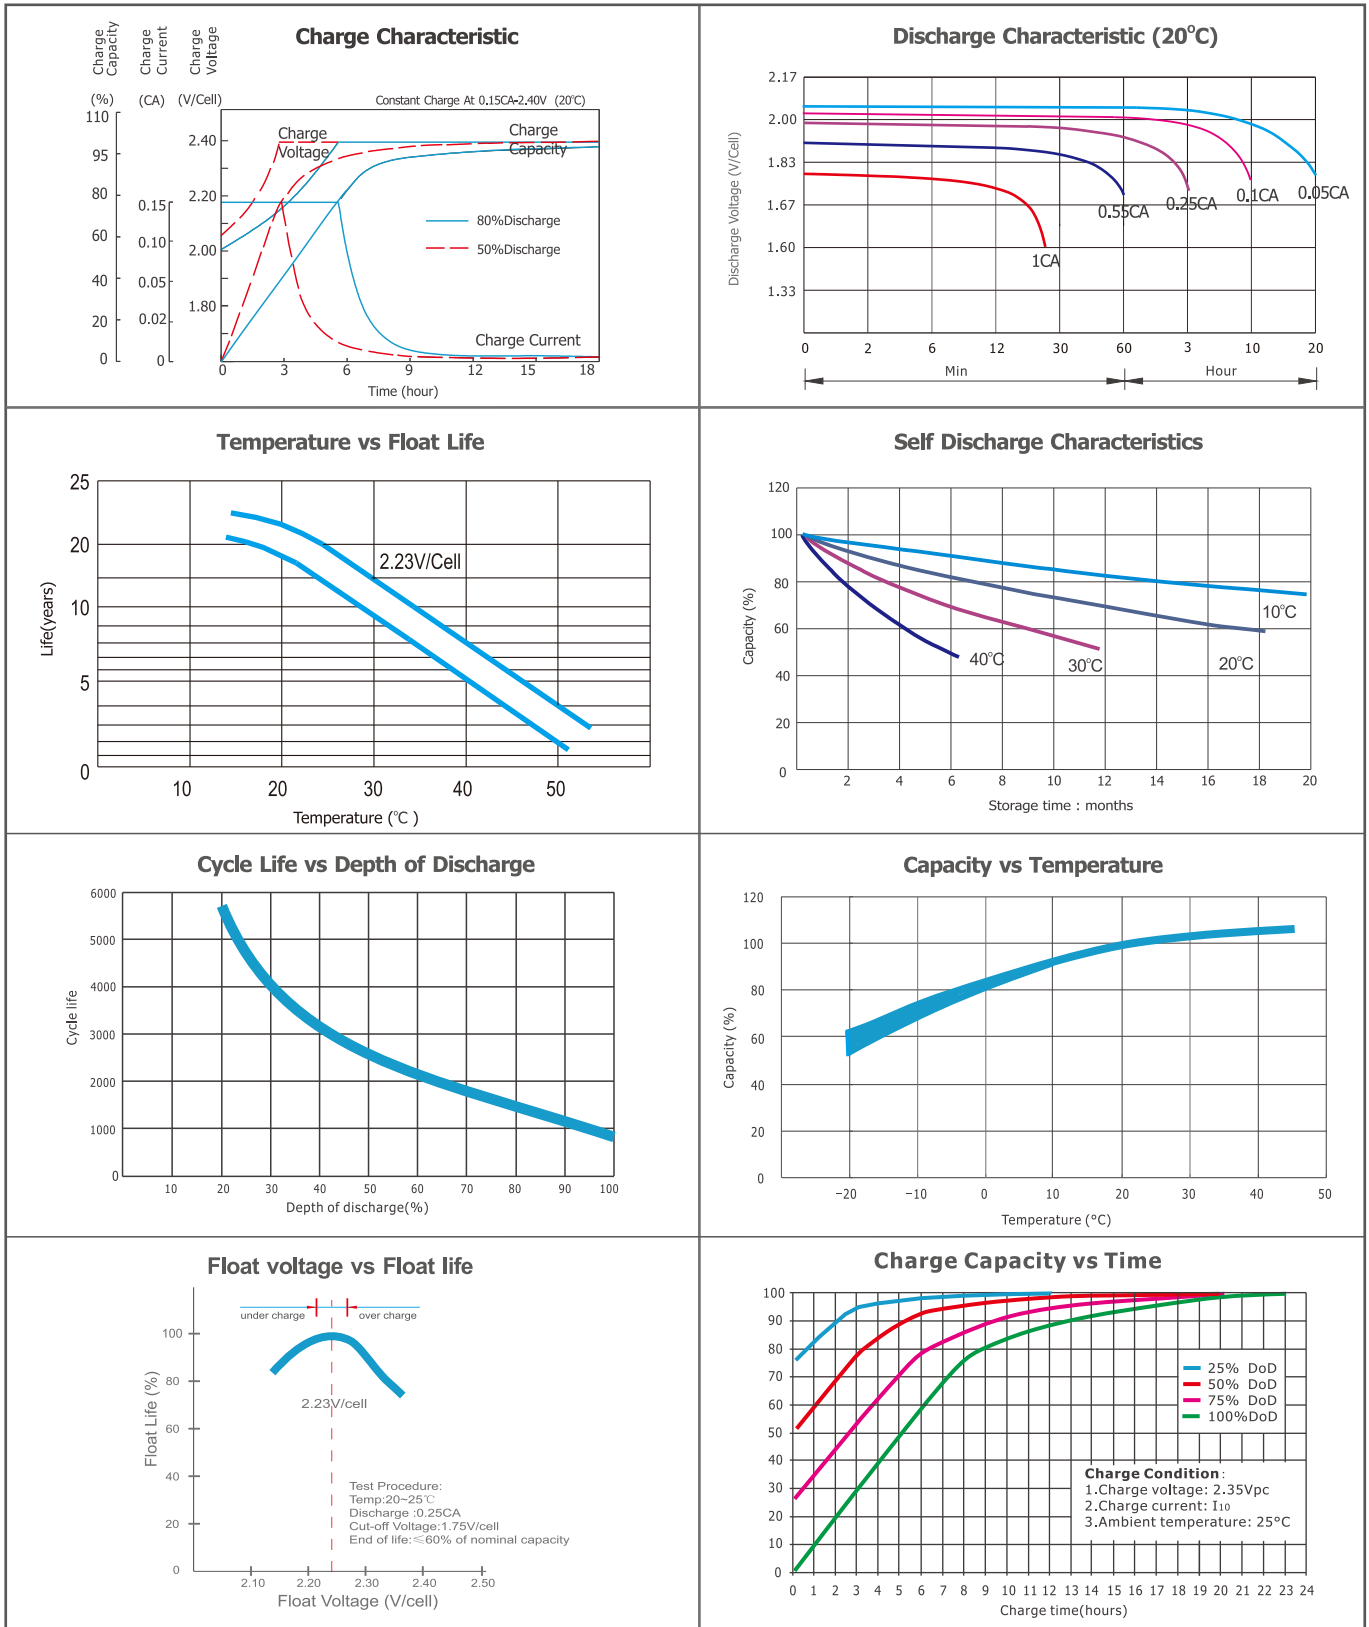 Charge Characteristic
Charge
Capacity
Charge
Current
Charge
Voltage
(%)
(CA)
(V/Cell)
Constant Charge At 0.15CA-2.40V (20℃)
110
95
80
60
40
20
0
0.15
0.10
0.05
0.02
0
2.40
2.20
2.00
1.80
Charge
Voltage
Charge
Capacity
80%Discharge
50%Discharge
Charge Current
0 3 6 9 12 15 18
Time (hour)
Discharge Characteristic (20°C)
Discharge Voltage (V/Cell)
2.17
2.00
1.83
1.67
1.60
1.33
1CA
0.55CA
0.25CA
0.1CA
0.05CA
0 2 6 12 30 60 3 10 20
Min
Hour
Temperature vs Float Life
Life(years)
25
20
10
5
0
2.23V/Cell
10 20 30 40 50
Temperature (℃ )
Self Discharge Characteristics
Capacity (%)
120
100
80
60
40
20
0
10°C
20°C
30°C
40°C
2 4 6 8 10 12 14 16 18 20
Storage time : months
Cycle Life vs Depth of Discharge
Cycle life
6000
5000
4000
3000
2000
1000
0
10 20 30 40 50 60 70 80 90 100
Depth of discharge(%)
Capacity vs Temperature
Capacity (%)
120
100
80
60
40
20
0
−20 −10 0 10 20 30 40 50
Temperature (°C)
Float voltage vs Float life
under charge
over charge
Float Life (%)
100
80
60
40
20
0
2.23V/cell
Test Procedure:
Temp:20~25℃
Discharge :0.25CA
Cut-off Voltage:1.75V/cell
End of life:≤60% of nominal capacity
2.10 2.20 2.30 2.40 2.50
Float Voltage (V/cell)
Charge Capacity vs Time
100
90
80
70
60
50
40
30
20
10
0
25% DoD
50% DoD
75% DoD
100%DoD
Charge Condition:
1.Charge voltage: 2.35Vpc
2.Charge current: I10
3.Ambient temperature: 25°C
0 1 2 3 4 5 6 7 8 9 10 11 12 13 14 15 16 17 18 19 20 21 22 23 24
Charge time(hours)